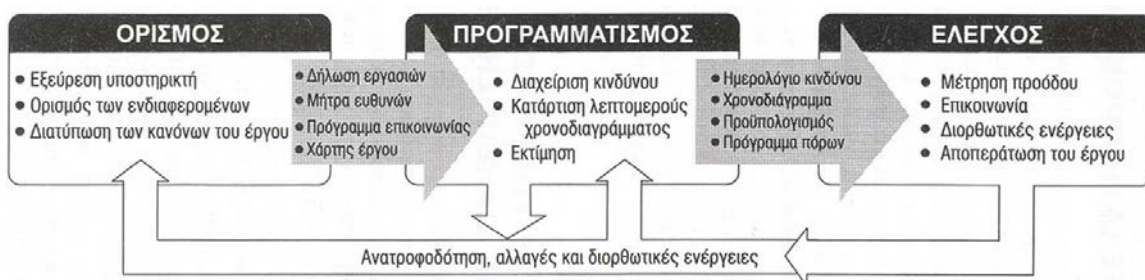 ΟΡΙΣΜΟΣ
• Εξεύρεση υποστηρικτή
• Ορισμός των ενδιαφερομένων
• Διατύπωση των κανόνων του έργου
• Δήλωση εργασιών
• Μήτρα ευθυνών
• Πρόγραμμα επικοινωνίας
• Χάρτης έργου
ΠΡΟΓΡΑΜΜΑΤΙΣΜΟΣ
• Διαχείριση κινδύνου
• Κατάρτιση λεπτομερούς
χρονοδιαγράμματος
• Εκτίμηση
• Ημερολόγιο κινδύνου
• Χρονοδιάγραμμα
• Προϋπολογισμός
• Πρόγραμμα πόρων
ΕΛΕΓΧΟΣ
• Μέτρηση προόδου
• Επικοινωνία
• Διορθωτικές ενέργειες
• Αποπεράτωση του έργου
Ανατροφοδότηση, αλλαγές και διορθωτικές ενέργειες